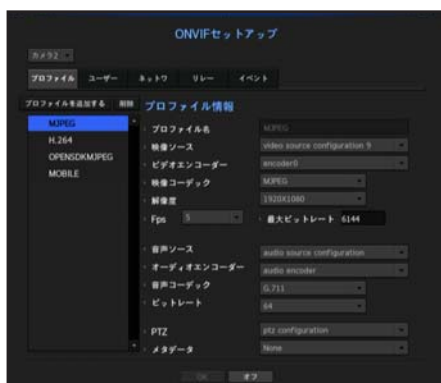 ONVIFセットアップ
カメラ2
プロファイル ユーザー ネットワ リレー イベント
プロファイルを追加する 削除 プロファイル情報
MJPEG
H.264
OPENSDKMJPEG
MOBILE
プロファイル名 MJPEG
映像ソース video source configuration 9
ビデオエンコーダー encoder0
映像コーデック MJPEG
解像度 1920X1080
Fps 5 最大ビットレート 6144
音声ソース audio source configuration
オーディオエンコーダー audio encoder
音声コーデック G.711
ビットレート 64
PTZ ptz configuration
メタデータ None
OK オフ